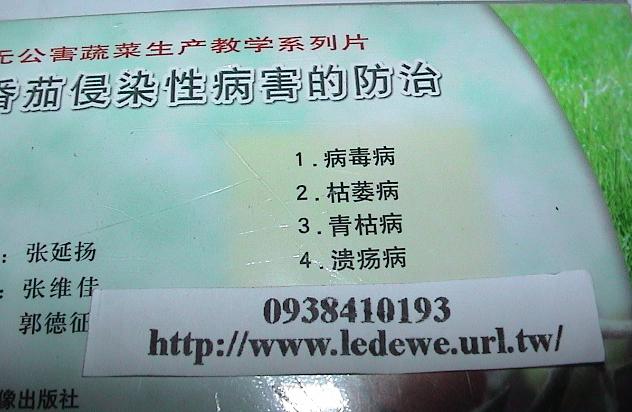 无公害蔬菜生产教学系列片
番茄侵染性病害的防治
1.病毒病
2.枯萎病
3.青枯病
4.溃疡病
：张延扬
：张维佳
郭德征
0938410193
http://www.ledewe.url.tw/
像出版社